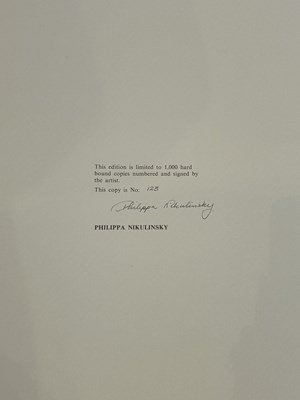 This edition is limited to 1,000 hard
bound copies numbered and signed by
the artist.
This copy is No:
Philippa Nikulinsky
PHILIPPA NIKULINSKY